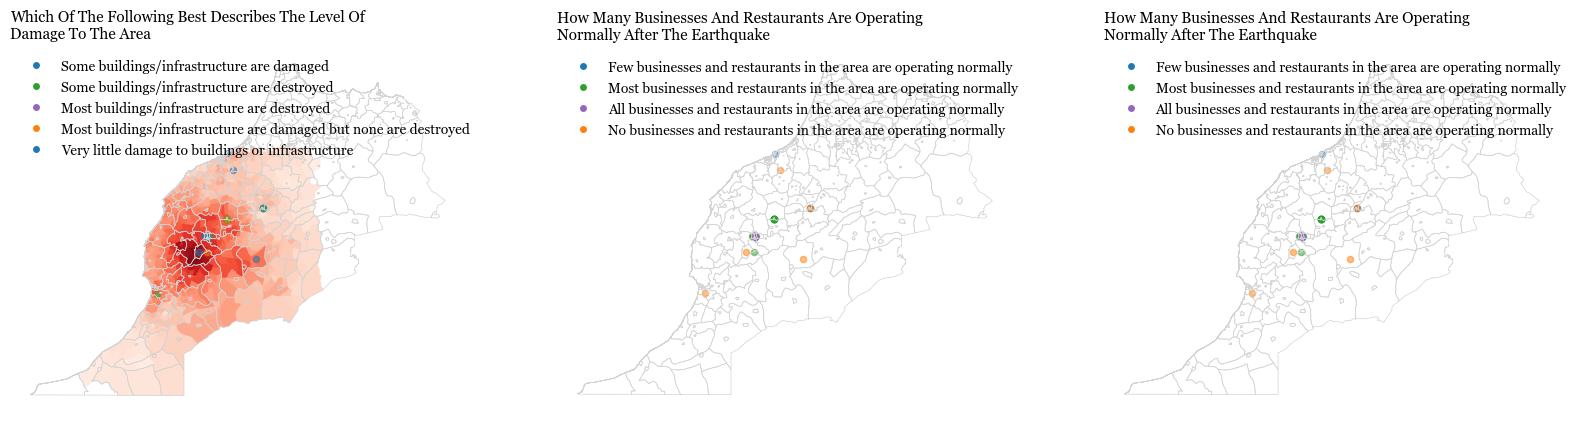 Which Of The Following Best Describes The Level Of
Damage To The Area
Some buildings/infrastructure are damaged
Some buildings/infrastructure are destroyed
Most buildings/infrastructure are destroyed
Most buildings/infrastructure are damaged but none are destroyed
Very little damage to buildings or infrastructure
How Many Businesses And Restaurants Are Operating
Normally After The Earthquake
Few businesses and restaurants in the area are operating normally
Most businesses and restaurants in the area are operating normally
All businesses and restaurants in the area are operating normally
No businesses and restaurants in the area are operating normally
How Many Businesses And Restaurants Are Operating
Normally After The Earthquake
Few businesses and restaurants in the area are operating normally
Most businesses and restaurants in the area are operating normally
All businesses and restaurants in the area are operating normally
No businesses and restaurants in the area are operating normally